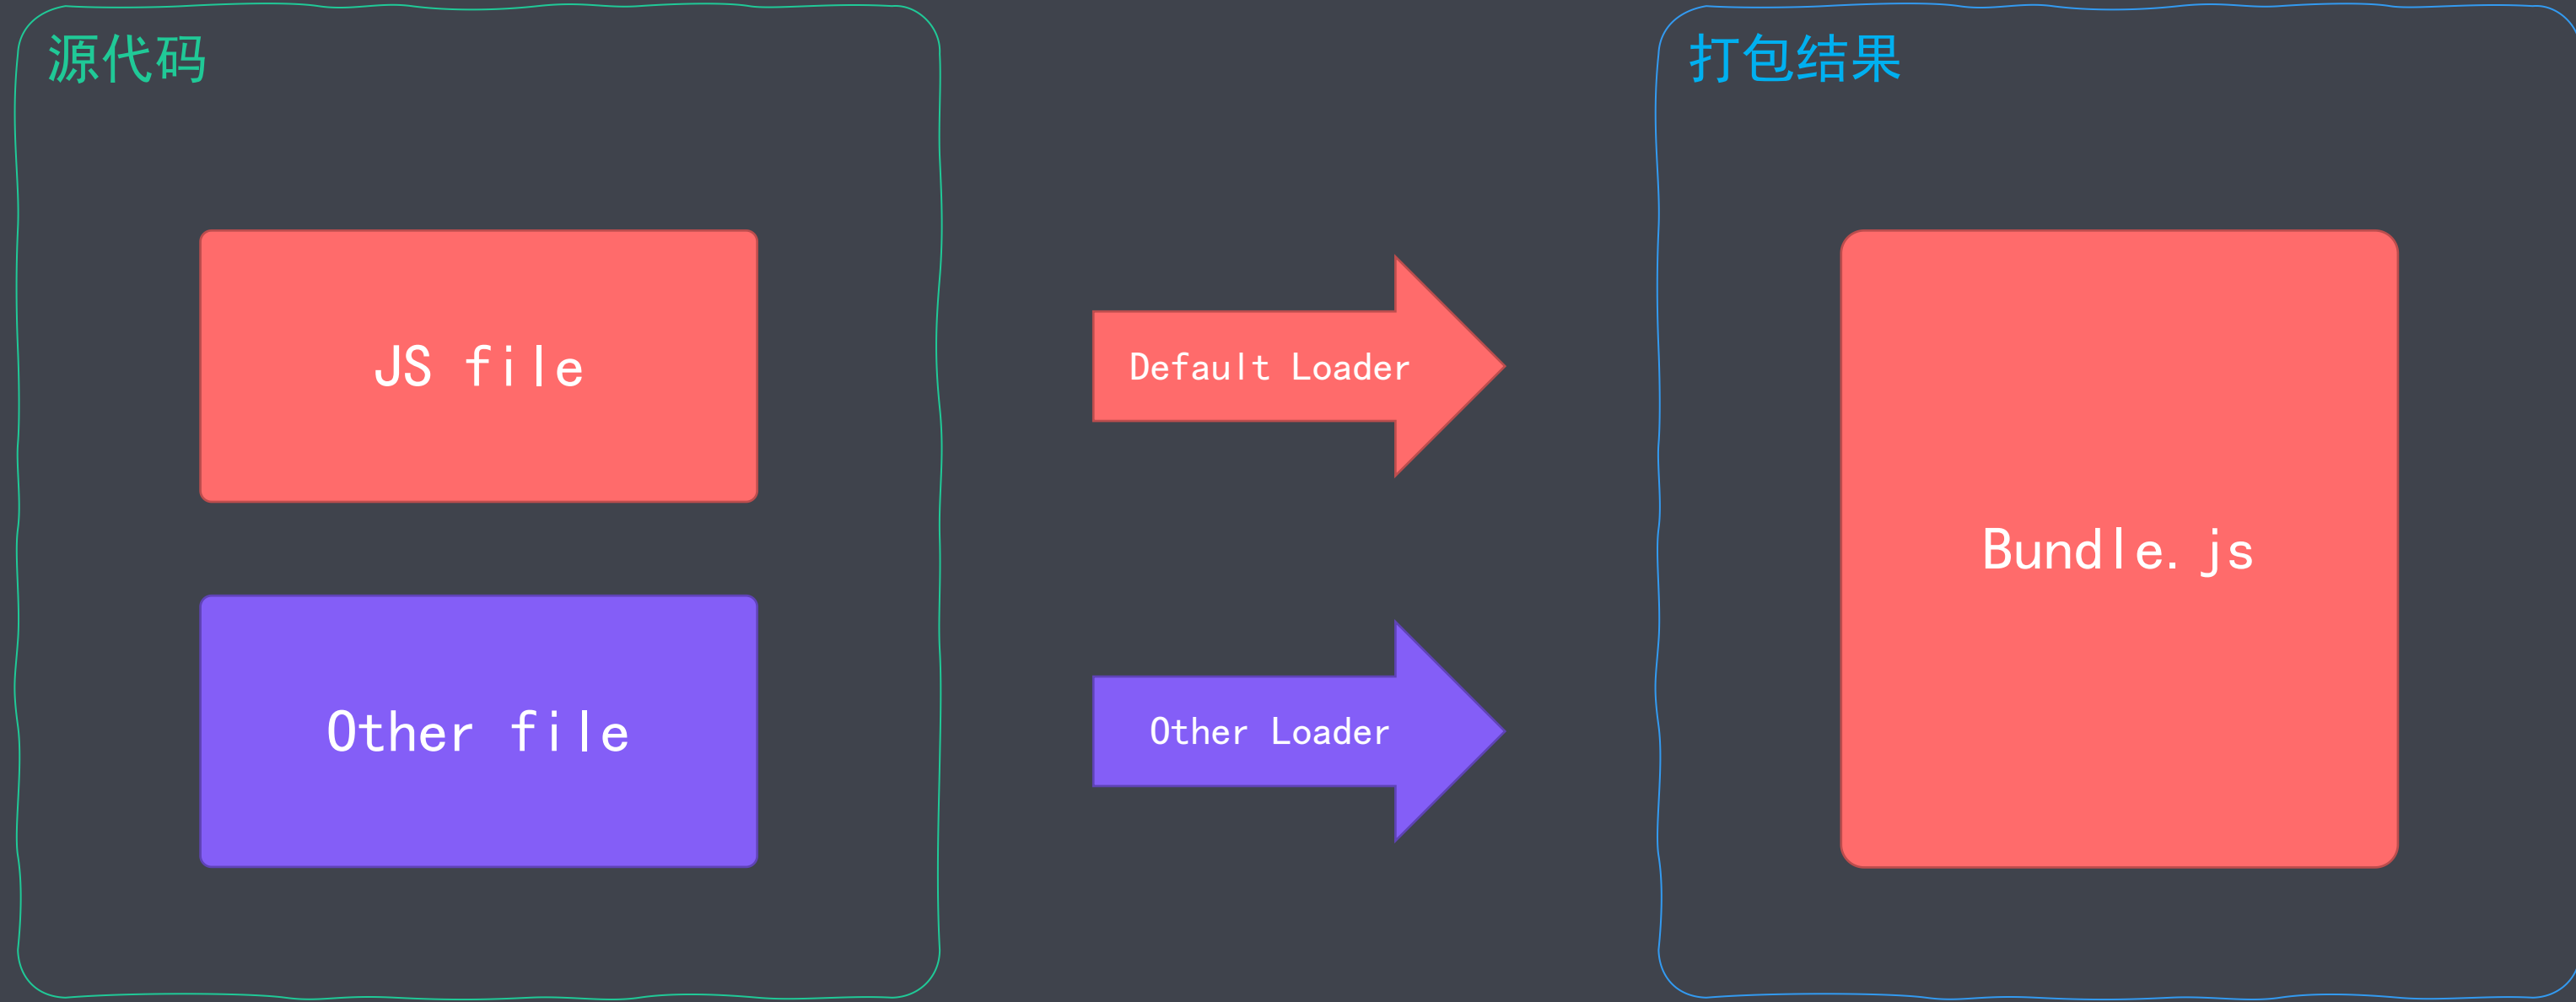 源代码
打包结果
JS file
Default Loader
Bundle.js
Other file
Other Loader